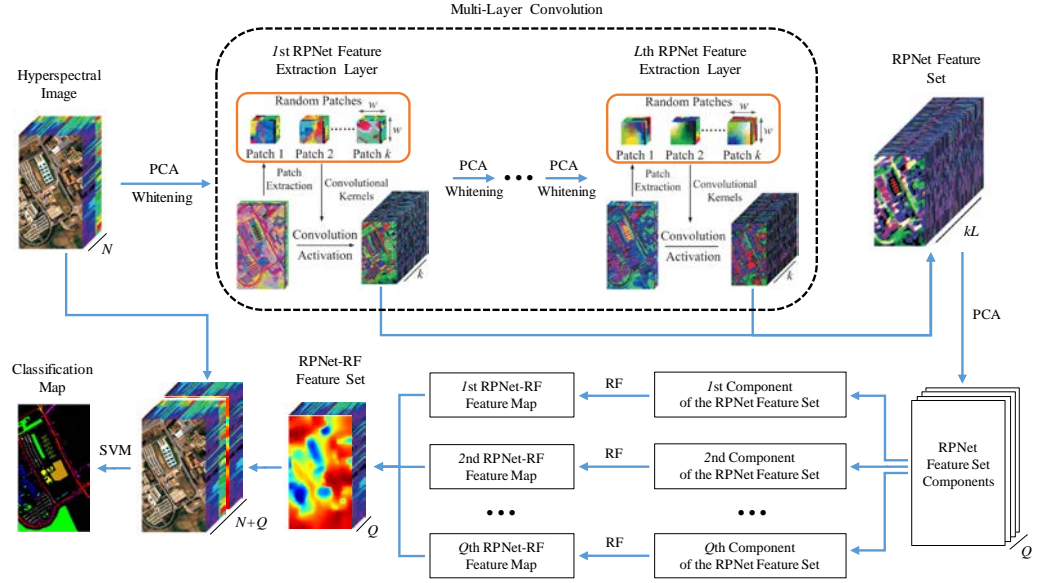 Multi-Layer Convolution
Hyperspectral
Image
N
PCA
Whitening
1st RPNet Feature
Extraction Layer
Random Patches
w
w
Patch 1
Patch 2
Patch k
Patch
Extraction
Convolutional
Kernels
Convolution
Activation
k
PCA
Whitening
PCA
Whitening
Lth RPNet Feature
Extraction Layer
Random Patches
w
w
Patch 1
Patch 2
Patch k
Patch
Extraction
Convolutional
Kernels
Convolution
Activation
k
RPNet Feature
Set
kL
PCA
Classification
Map
SVM
N+Q
RPNet-RF
Feature Set
Q
1st RPNet-RF
Feature Map
RF
1st Component
of the RPNet Feature Set
2nd RPNet-RF
Feature Map
RF
2nd Component
of the RPNet Feature Set
Qth RPNet-RF
Feature Map
RF
Qth Component
of the RPNet Feature Set
RPNet
Feature Set
Components
Q